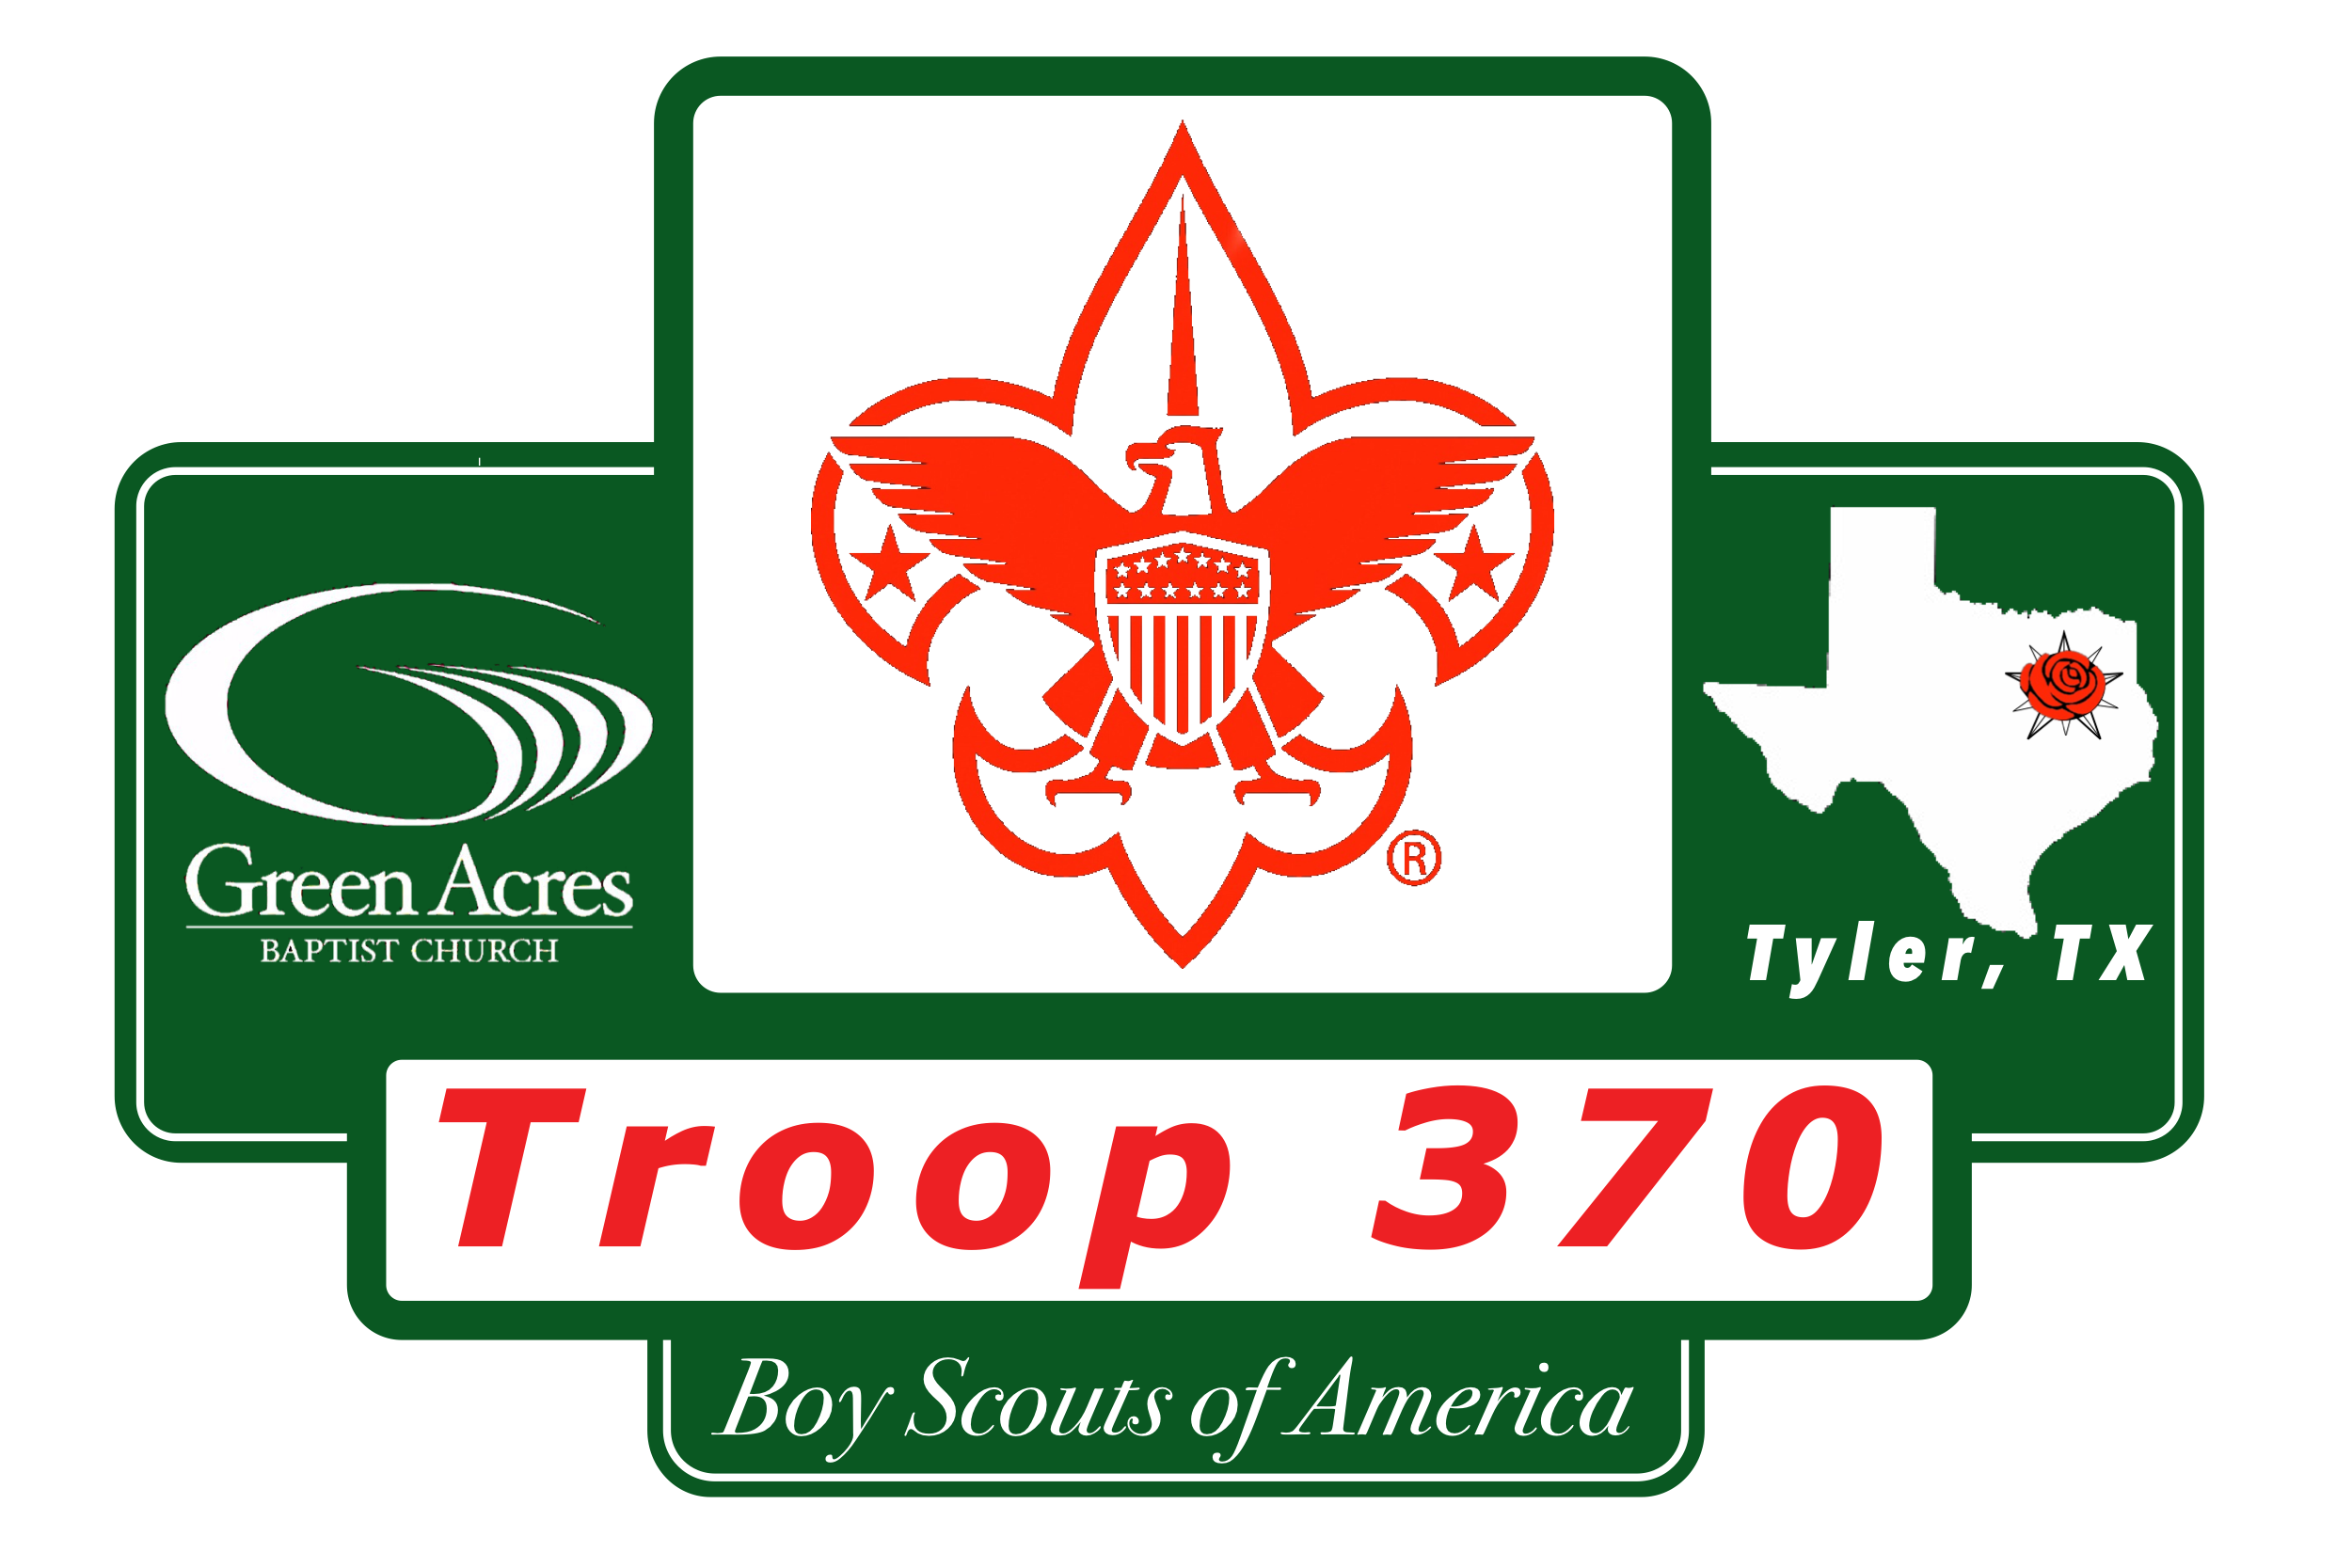 ®
Green Acres
BAPTIST CHURCH
Tyler, TX
Troop 370
Boy Scouts of America